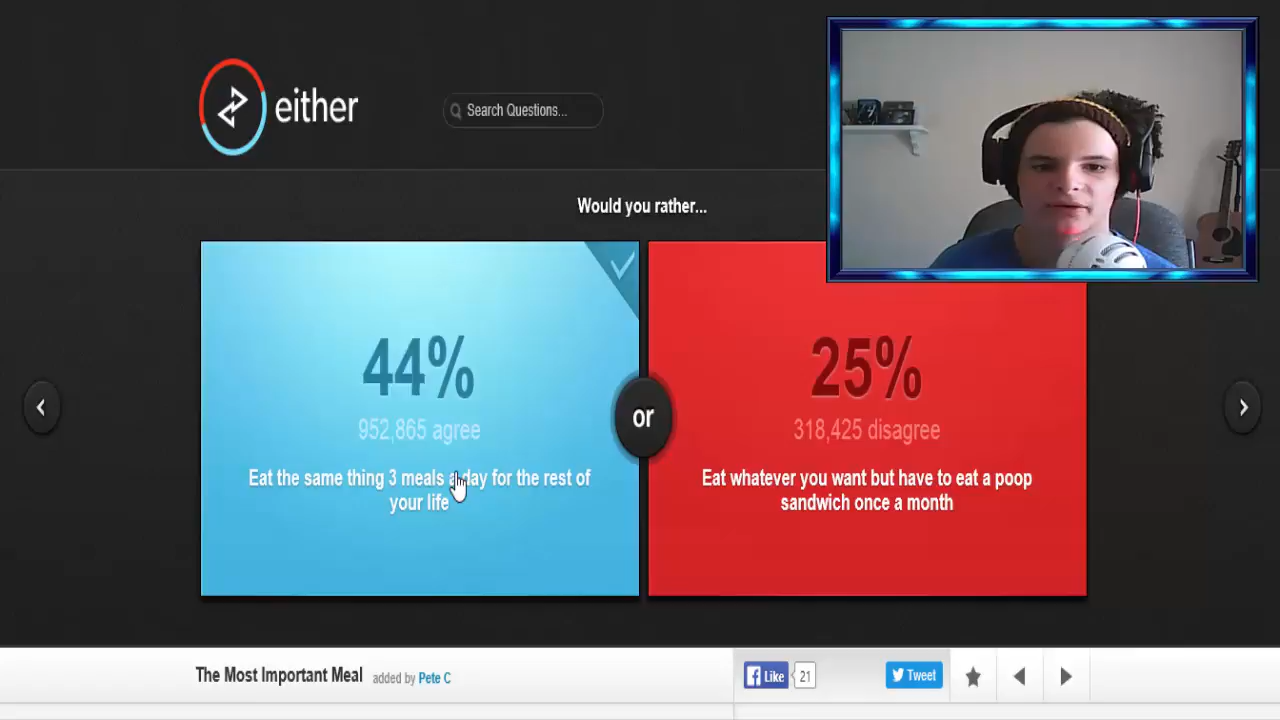 either
Search Questions...
Would you rather...
44%
952,865 agree
Eat the same thing 3 meals a day for the rest of
your life
or
25%
318,425 disagree
Eat whatever you want but have to eat a poop
sandwich once a month
The Most Important Meal added by Pete C
Like 21
Tweet